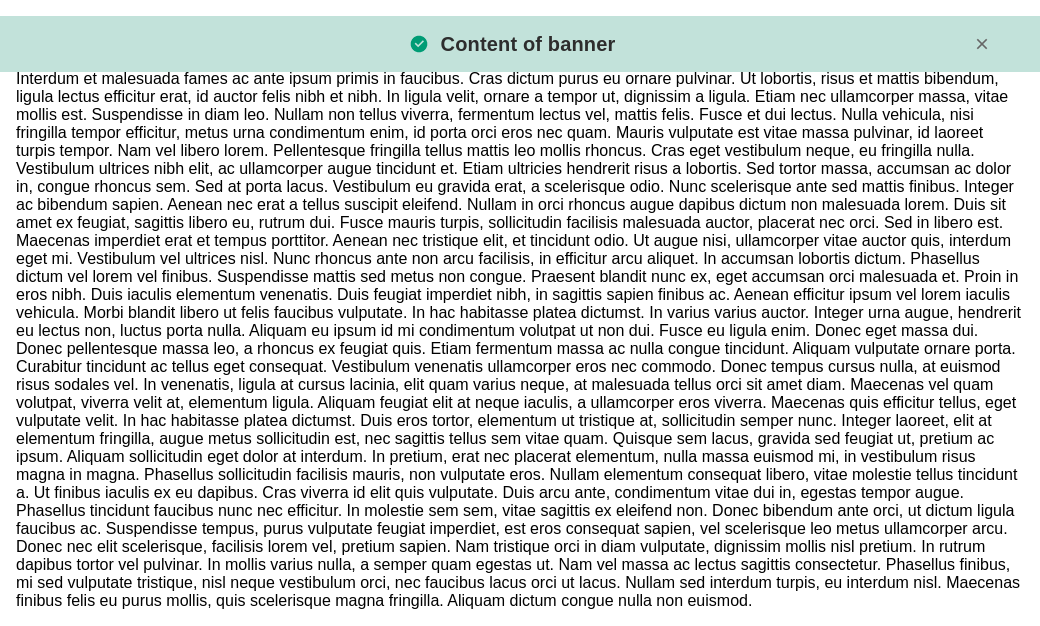 Content of banner
Interdum et malesuada fames ac ante ipsum primis in faucibus. Cras dictum purus eu ornare pulvinar. Ut lobortis, risus et mattis bibendum,
ligula lectus efficitur erat, id auctor felis nibh et nibh. In ligula velit, ornare a tempor ut, dignissim a ligula. Etiam nec ullamcorper massa, vitae
mollis est. Suspendisse in diam leo. Nullam non tellus viverra, fermentum lectus vel, mattis felis. Fusce et dui lectus. Nulla vehicula, nisi
fringilla tempor efficitur, metus urna condimentum enim, id porta orci eros nec quam. Mauris vulputate est vitae massa pulvinar, id laoreet
turpis tempor. Nam vel libero lorem. Pellentesque fringilla tellus mattis leo mollis rhoncus. Cras eget vestibulum neque, eu fringilla nulla.
Vestibulum ultrices nibh elit, ac ullamcorper augue tincidunt et. Etiam ultricies hendrerit risus a lobortis. Sed tortor massa, accumsan ac dolor
in, congue rhoncus sem. Sed at porta lacus. Vestibulum eu gravida erat, a scelerisque odio. Nunc scelerisque ante sed mattis finibus. Integer
ac bibendum sapien. Aenean nec erat a tellus suscipit eleifend. Nullam in orci rhoncus augue dapibus dictum non malesuada lorem. Duis sit
amet ex feugiat, sagittis libero eu, rutrum dui. Fusce mauris turpis, sollicitudin facilisis malesuada auctor, placerat nec orci. Sed in libero est.
Maecenas imperdiet erat et tempus porttitor. Aenean nec tristique elit, et tincidunt odio. Ut augue nisi, ullamcorper vitae auctor quis, interdum
eget mi. Vestibulum vel ultrices nisl. Nunc rhoncus ante non arcu facilisis, in efficitur arcu aliquet. In accumsan lobortis dictum. Phasellus
dictum vel lorem vel finibus. Suspendisse mattis sed metus non congue. Praesent blandit nunc ex, eget accumsan orci malesuada et. Proin in
eros nibh. Duis iaculis elementum venenatis. Duis feugiat imperdiet nibh, in sagittis sapien finibus ac. Aenean efficitur ipsum vel lorem iaculis
vehicula. Morbi blandit libero ut felis faucibus vulputate. In hac habitasse platea dictumst. In varius varius auctor. Integer urna augue, hendrerit
eu lectus non, luctus porta nulla. Aliquam eu ipsum id mi condimentum volutpat ut non dui. Fusce eu ligula enim. Donec eget massa dui.
Donec pellentesque massa leo, a rhoncus ex feugiat quis. Etiam fermentum massa ac nulla congue tincidunt. Aliquam vulputate ornare porta.
Curabitur tincidunt ac tellus eget consequat. Vestibulum venenatis ullamcorper eros nec commodo. Donec tempus cursus nulla, at euismod
risus sodales vel. In venenatis, ligula at cursus lacinia, elit quam varius neque, at malesuada tellus orci sit amet diam. Maecenas vel quam
volutpat, viverra velit at, elementum ligula. Aliquam feugiat elit at neque iaculis, a ullamcorper eros viverra. Maecenas quis efficitur tellus, eget
vulputate velit. In hac habitasse platea dictumst. Duis eros tortor, elementum ut tristique at, sollicitudin semper nunc. Integer laoreet, elit at
elementum fringilla, augue metus sollicitudin est, nec sagittis tellus sem vitae quam. Quisque sem lacus, gravida sed feugiat ut, pretium ac
ipsum. Aliquam sollicitudin eget dolor at interdum. In pretium, erat nec placerat elementum, nulla massa euismod mi, in vestibulum risus
magna in magna. Phasellus sollicitudin facilisis mauris, non vulputate eros. Nullam elementum consequat libero, vitae molestie tellus tincidunt
a. Ut finibus iaculis ex eu dapibus. Cras viverra id elit quis vulputate. Duis arcu ante, condimentum vitae dui in, egestas tempor augue.
Phasellus tincidunt faucibus nunc nec efficitur. In molestie sem sem, vitae sagittis ex eleifend non. Donec bibendum ante orci, ut dictum ligula
faucibus ac. Suspendisse tempus, purus vulputate feugiat imperdiet, est eros consequat sapien, vel scelerisque leo metus ullamcorper arcu.
Donec nec elit scelerisque, facilisis lorem vel, pretium sapien. Nam tristique orci in diam vulputate, dignissim mollis nisl pretium. In rutrum
dapibus tortor vel pulvinar. In mollis varius nulla, a semper quam egestas ut. Nam vel massa ac lectus sagittis consectetur. Phasellus finibus,
mi sed vulputate tristique, nisl neque vestibulum orci, nec faucibus lacus orci ut lacus. Nullam sed interdum turpis, eu interdum nisl. Maecenas
finibus felis eu purus mollis, quis scelerisque magna fringilla. Aliquam dictum congue nulla non euismod.